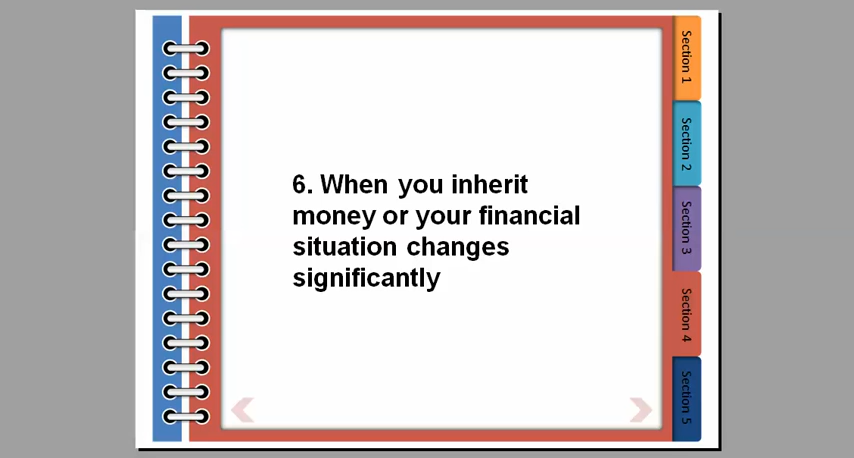 6. When you inherit
money or your financial
situation changes
significantly
Section 1
Section 2
Section 3
Section 4
Section 5